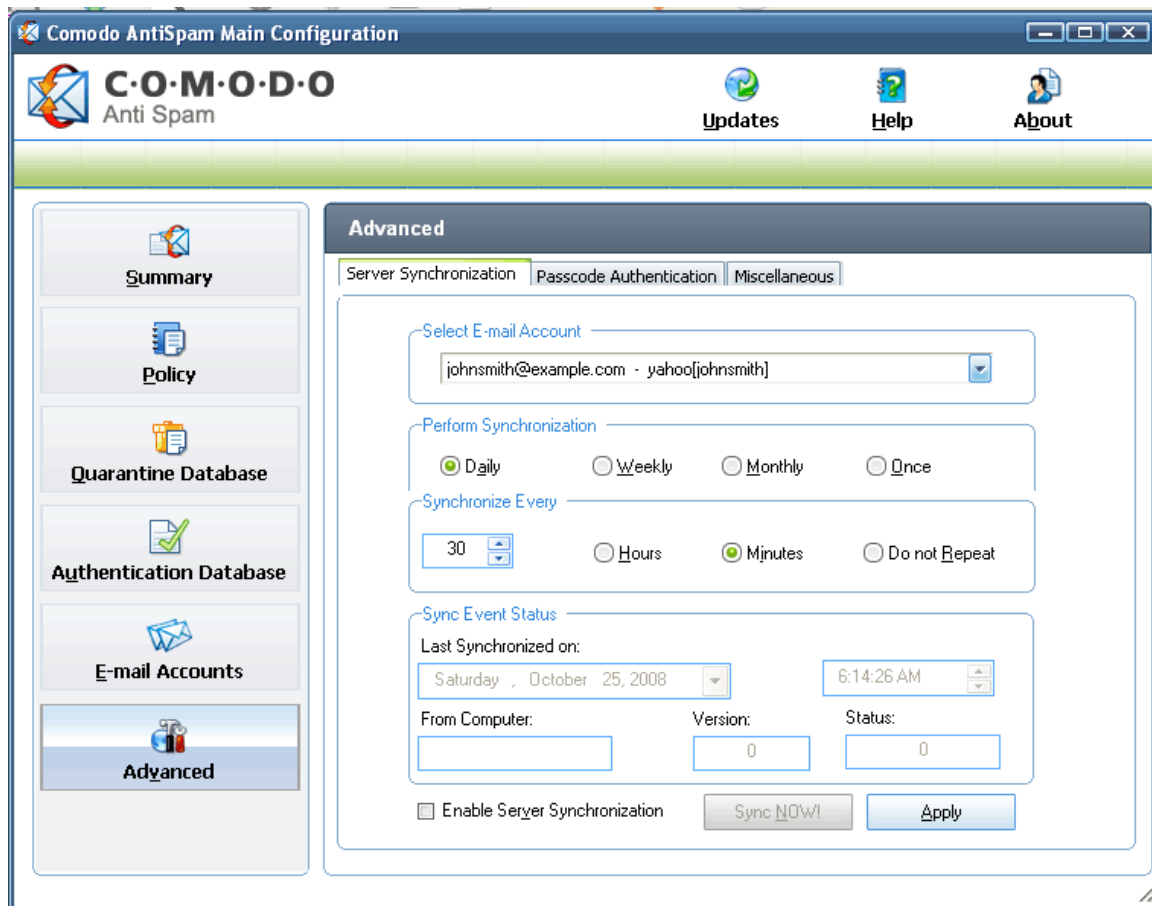 Comodo AntiSpam Main Configuration
C·O·M·O·D·O
Anti Spam
Updates
Help
About
Summary
Policy
Quarantine Database
Authentication Database
E-mail Accounts
Advanced
Advanced
Server Synchronization
Passcode Authentication
Miscellaneous
Select E-mail Account
johnsmith@example.com - yahoo[johnsmith]
Perform Synchronization
Daily
Weekly
Monthly
Once
Synchronize Every
30
Hours
Minutes
Do not Repeat
Sync Event Status
Last Synchronized on:
Saturday , October 25, 2008
6:14:26 AM
From Computer:
Version:
Status:
0
0
Enable Server Synchronization
Sync NOW!
Apply